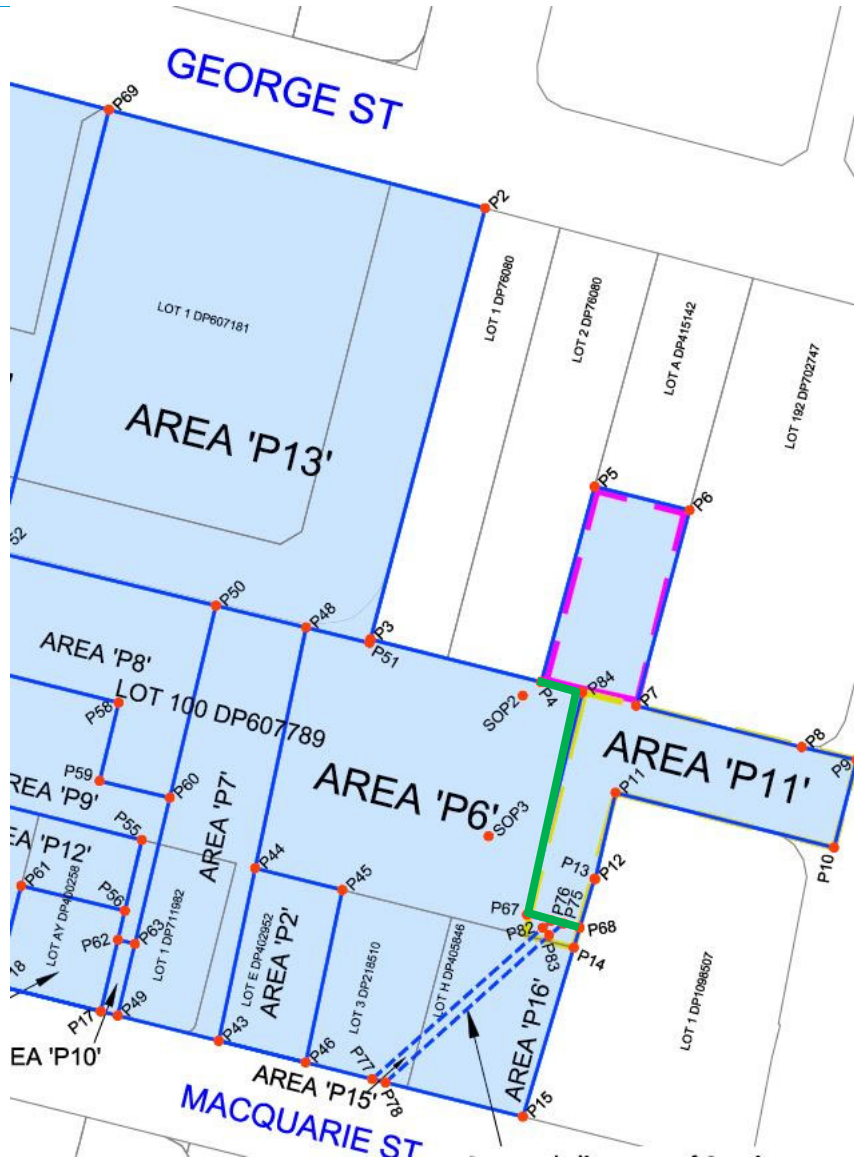 GEORGE ST
P69
P2
LOT 1 DP76080
LOT 2 DP76080
LOT A DP415142
LOT 192 DP702747
LOT 1 DP607181
AREA 'P13'
P5
P6
52
P50
P48
P3
P51
AREA 'P8'
P58
LOT 100 DP607789
SOP2
P4
P84
P7
P8
P9
AREA 'P11'
P59
P60
AREA 'P7'
AREA 'P6'
SOP3
P11
P10
REA 'P9'
P55
EA 'P12'
P44
P45
P13
P12
P61
LOT AY DP400258
P56
P62
P63
LOT 1 DP711982
LOT E DP402952
AREA 'P2'
LOT 3 DP218510
LOT H DP405846
P67
P76
P75
P82
P68
P83
P14
18
P17
P49
P43
P46
EA 'P10'
P77
P78
AREA 'P15'
AREA 'P16'
LOT 1 DP1098507
P15
MACQUARIE ST